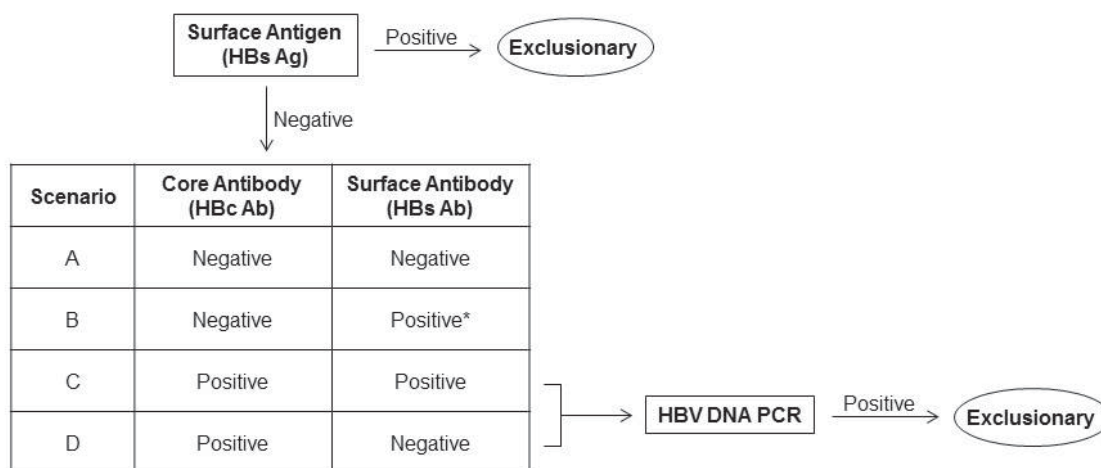 Surface Antigen
(HBs Ag)
Positive
Exclusionary
Negative
Scenario
Core Antibody
(HBc Ab)
Surface Antibody
(HBs Ab)
A
Negative
Negative
B
Negative
Positive*
C
Positive
Positive
D
Positive
Negative
HBV DNA PCR
Positive
Exclusionary